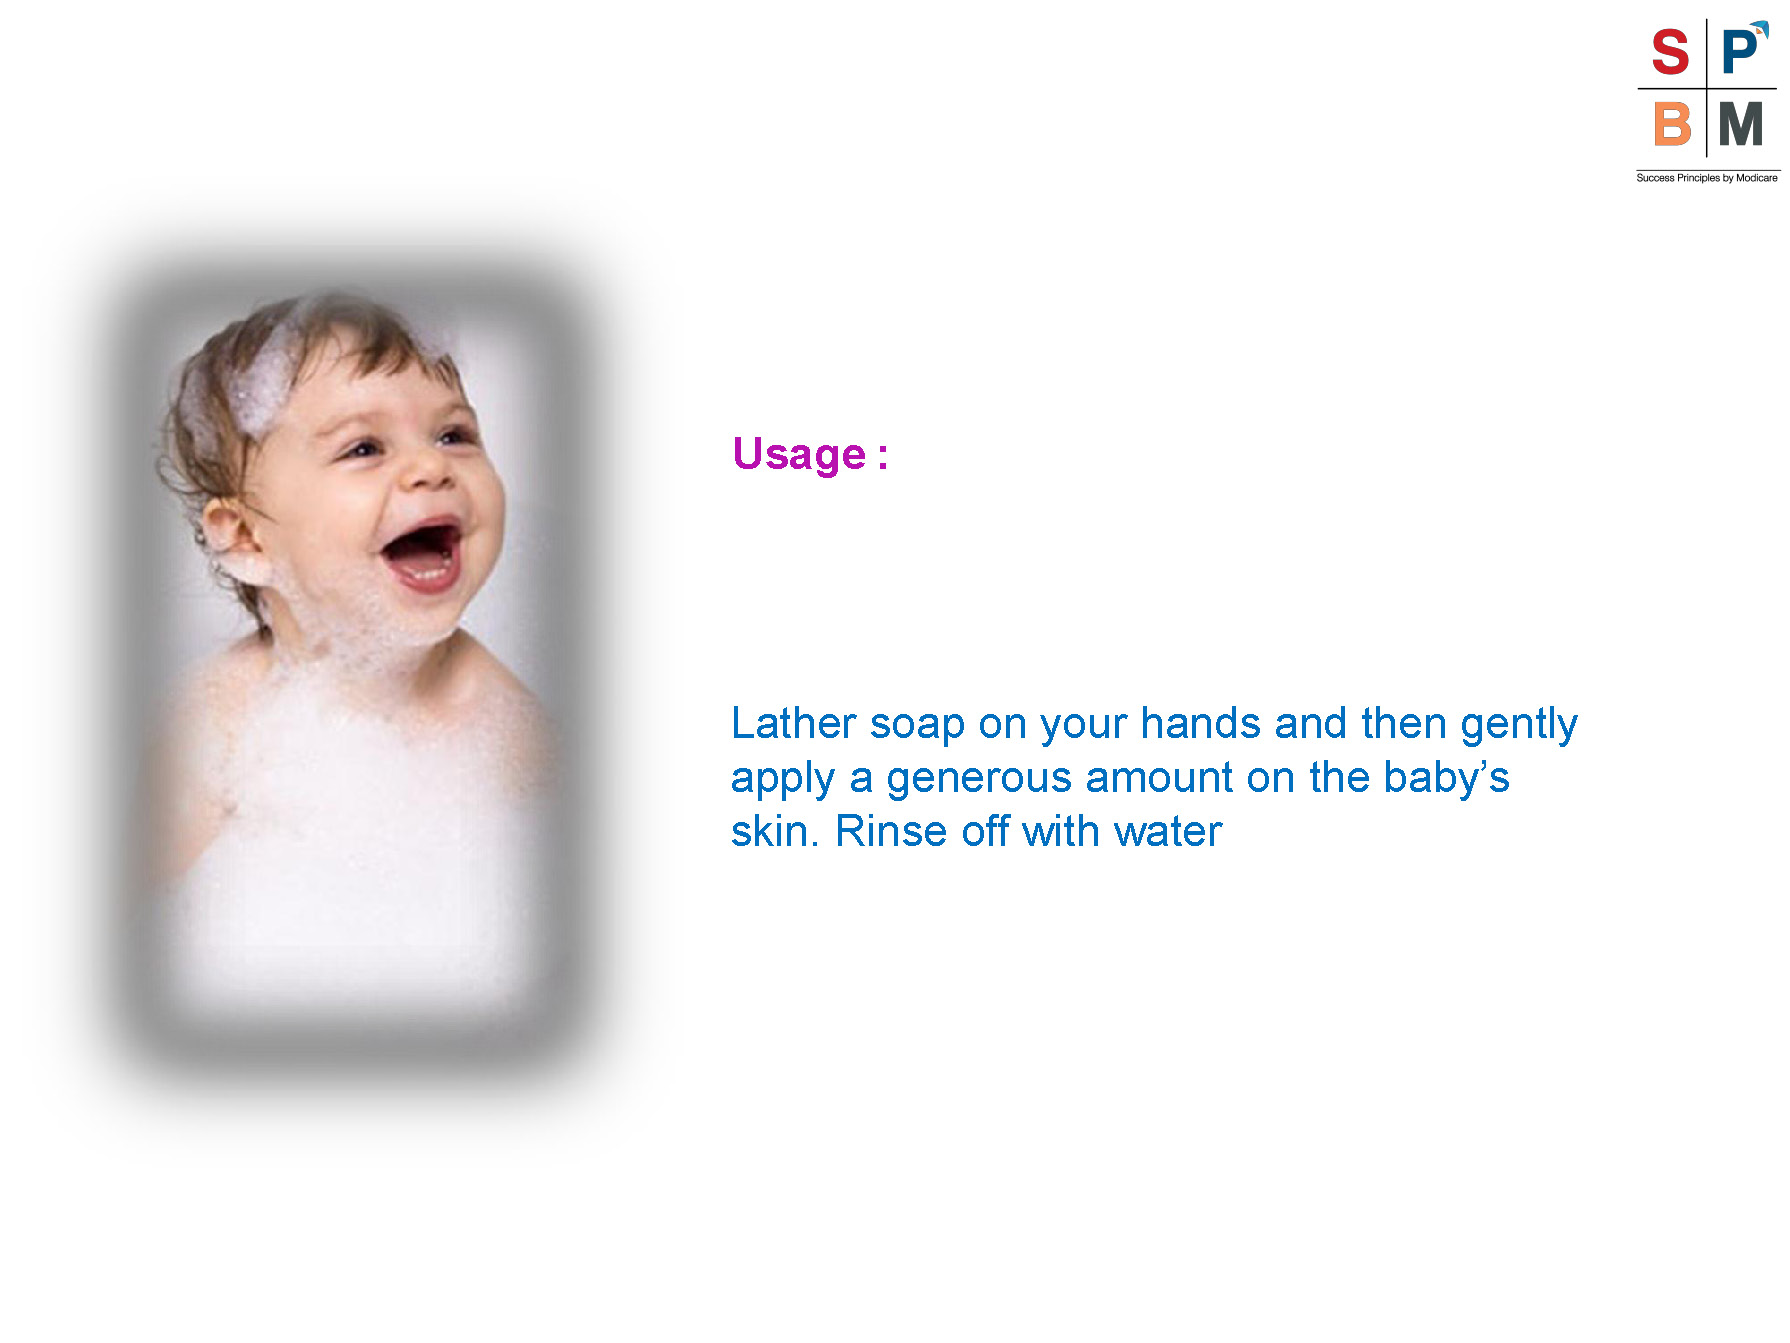 S P
B M
Success Principles by Modicare
Usage :
Lather soap on your hands and then gently
apply a generous amount on the baby’s
skin. Rinse off with water